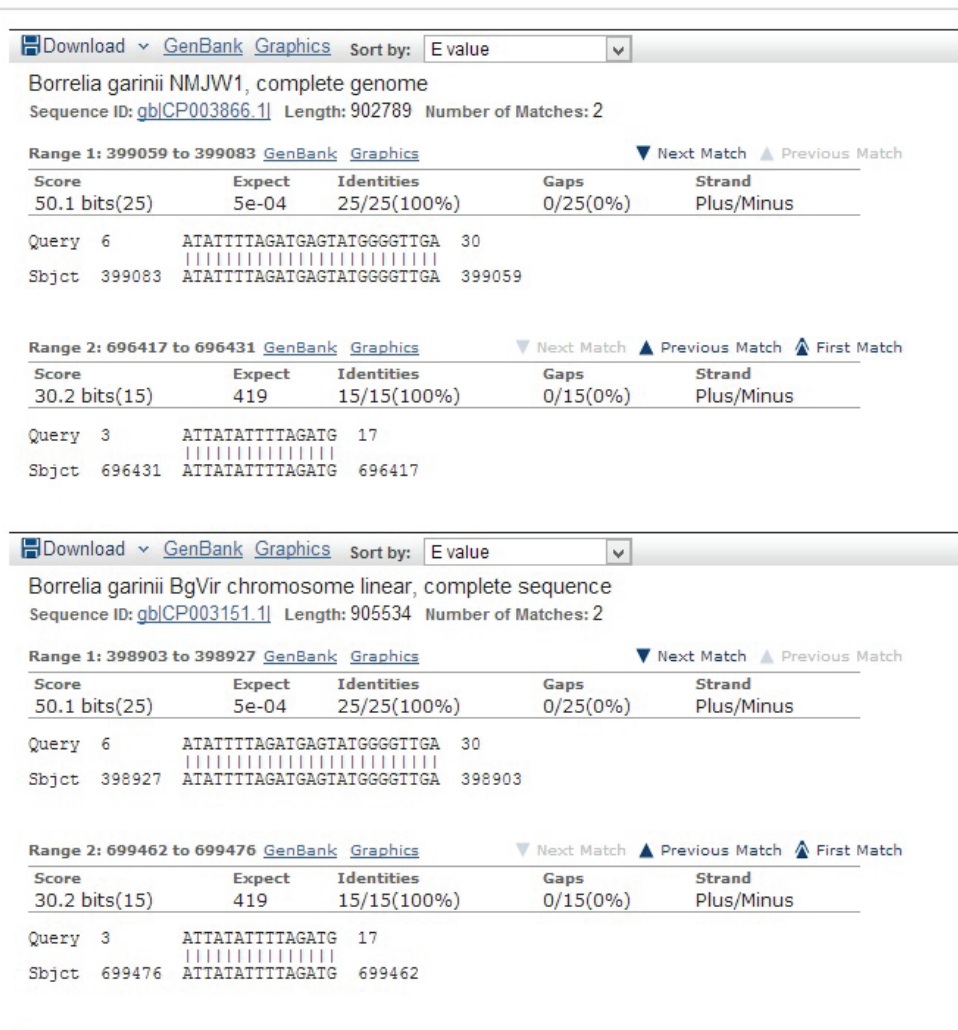 Download GenBank Graphics Sort by: E value
Borrelia garinii NMJW1, complete genome
Sequence ID: gb|CP003866.1| Length: 902789 Number of Matches: 2
Range 1: 399059 to 399083 GenBank Graphics Next Match Previous Match
Score Expect Identities Gaps Strand
50.1 bits(25) 5e-04 25/25(100%) 0/25(0%) Plus/Minus
Query 6 ATATTTTAGATGAGTATGGGGTTGA 30
|||||||||||||||||||||||||
Sbjct 399083 ATATTTTAGATGAGTATGGGGTTGA 399059
Range 2: 696417 to 696431 GenBank Graphics Next Match Previous Match First Match
Score Expect Identities Gaps Strand
30.2 bits(15) 419 15/15(100%) 0/15(0%) Plus/Minus
Query 3 ATTATATTTTAGATG 17
|||||||||||||||
Sbjct 696431 ATTATATTTTAGATG 696417
Download GenBank Graphics Sort by: E value
Borrelia garinii BgVir chromosome linear, complete sequence
Sequence ID: gb|CP003151.1| Length: 905534 Number of Matches: 2
Range 1: 398903 to 398927 GenBank Graphics Next Match Previous Match
Score Expect Identities Gaps Strand
50.1 bits(25) 5e-04 25/25(100%) 0/25(0%) Plus/Minus
Query 6 ATATTTTAGATGAGTATGGGGTTGA 30
|||||||||||||||||||||||||
Sbjct 398927 ATATTTTAGATGAGTATGGGGTTGA 398903
Range 2: 699462 to 699476 GenBank Graphics Next Match Previous Match First Match
Score Expect Identities Gaps Strand
30.2 bits(15) 419 15/15(100%) 0/15(0%) Plus/Minus
Query 3 ATTATATTTTAGATG 17
|||||||||||||||
Sbjct 699476 ATTATATTTTAGATG 699462